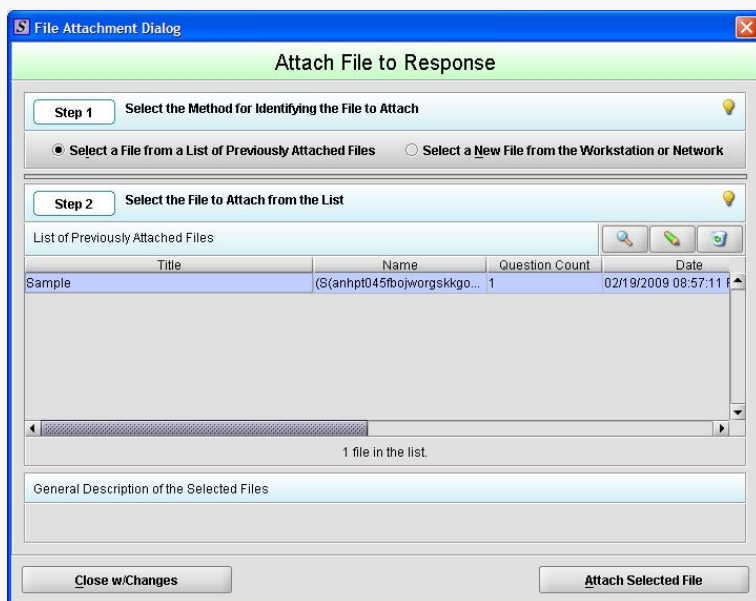 S File Attachment Dialog
Attach File to Response
Step 1 Select the Method for Identifying the File to Attach
Select a File from a List of Previously Attached Files Select a New File from the Workstation or Network
Step 2 Select the File to Attach from the List
List of Previously Attached Files
Title Name Question Count Date
Sample (S(anhpt045fbojworgskkgo... 1 02/19/2009 08:57:11
1 file in the list.
General Description of the Selected Files
Close w/Changes Attach Selected File